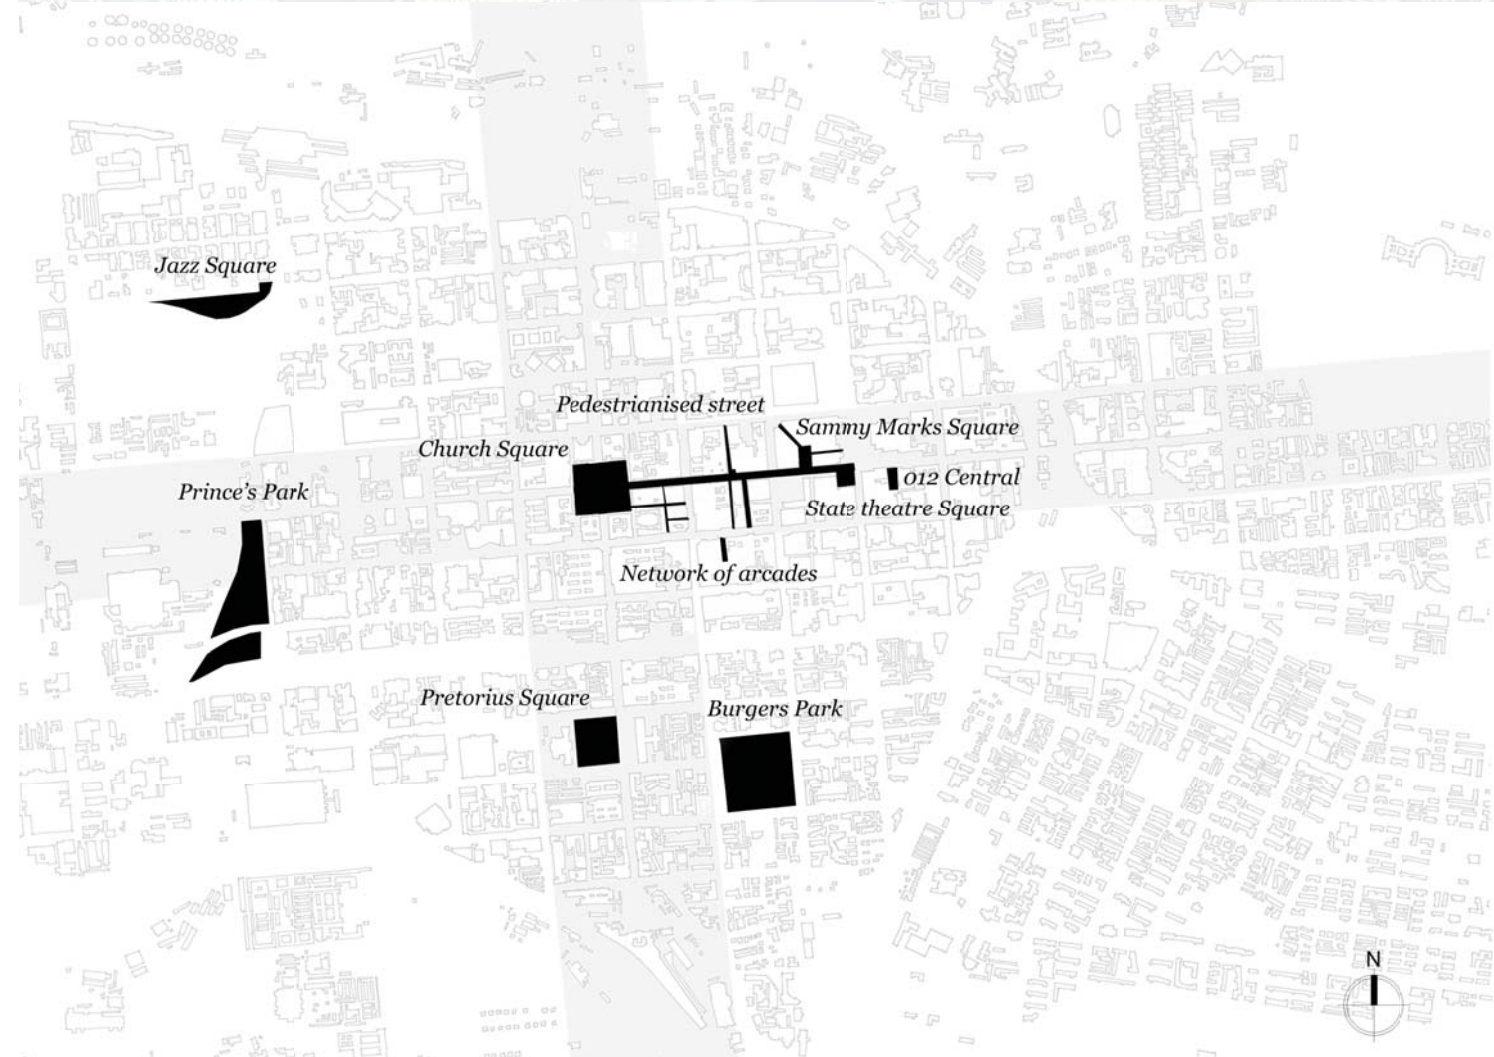 Jazz Square
Pedestrianised street
Sammy Marks Square
Church Square
012 Central
Prince's Park
State theatre Square
Network of arcades
Pretorius Square
Burgers Park
N